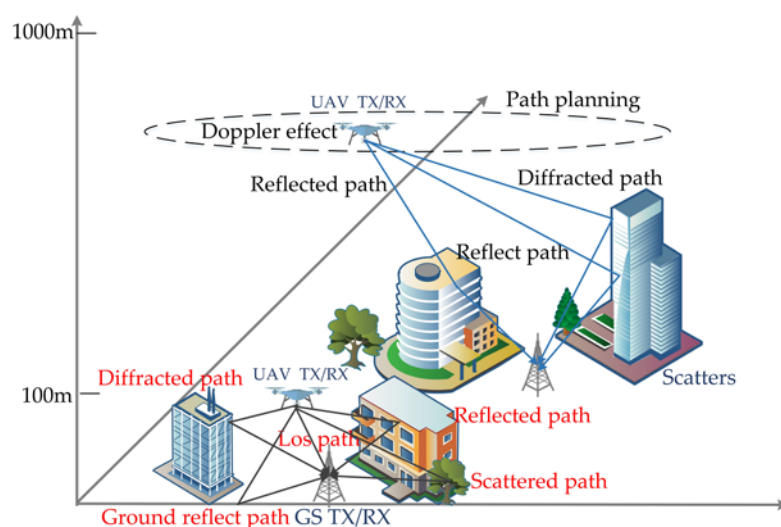 1000m
UAV TX/RX
Path planning
Doppler effect
Reflected path
Diffracted path
Reflect path
Diffracted path
UAV TX/RX
Scatters
100m
Reflected path
Los path
Scattered path
Ground reflect path
GS TX/RX